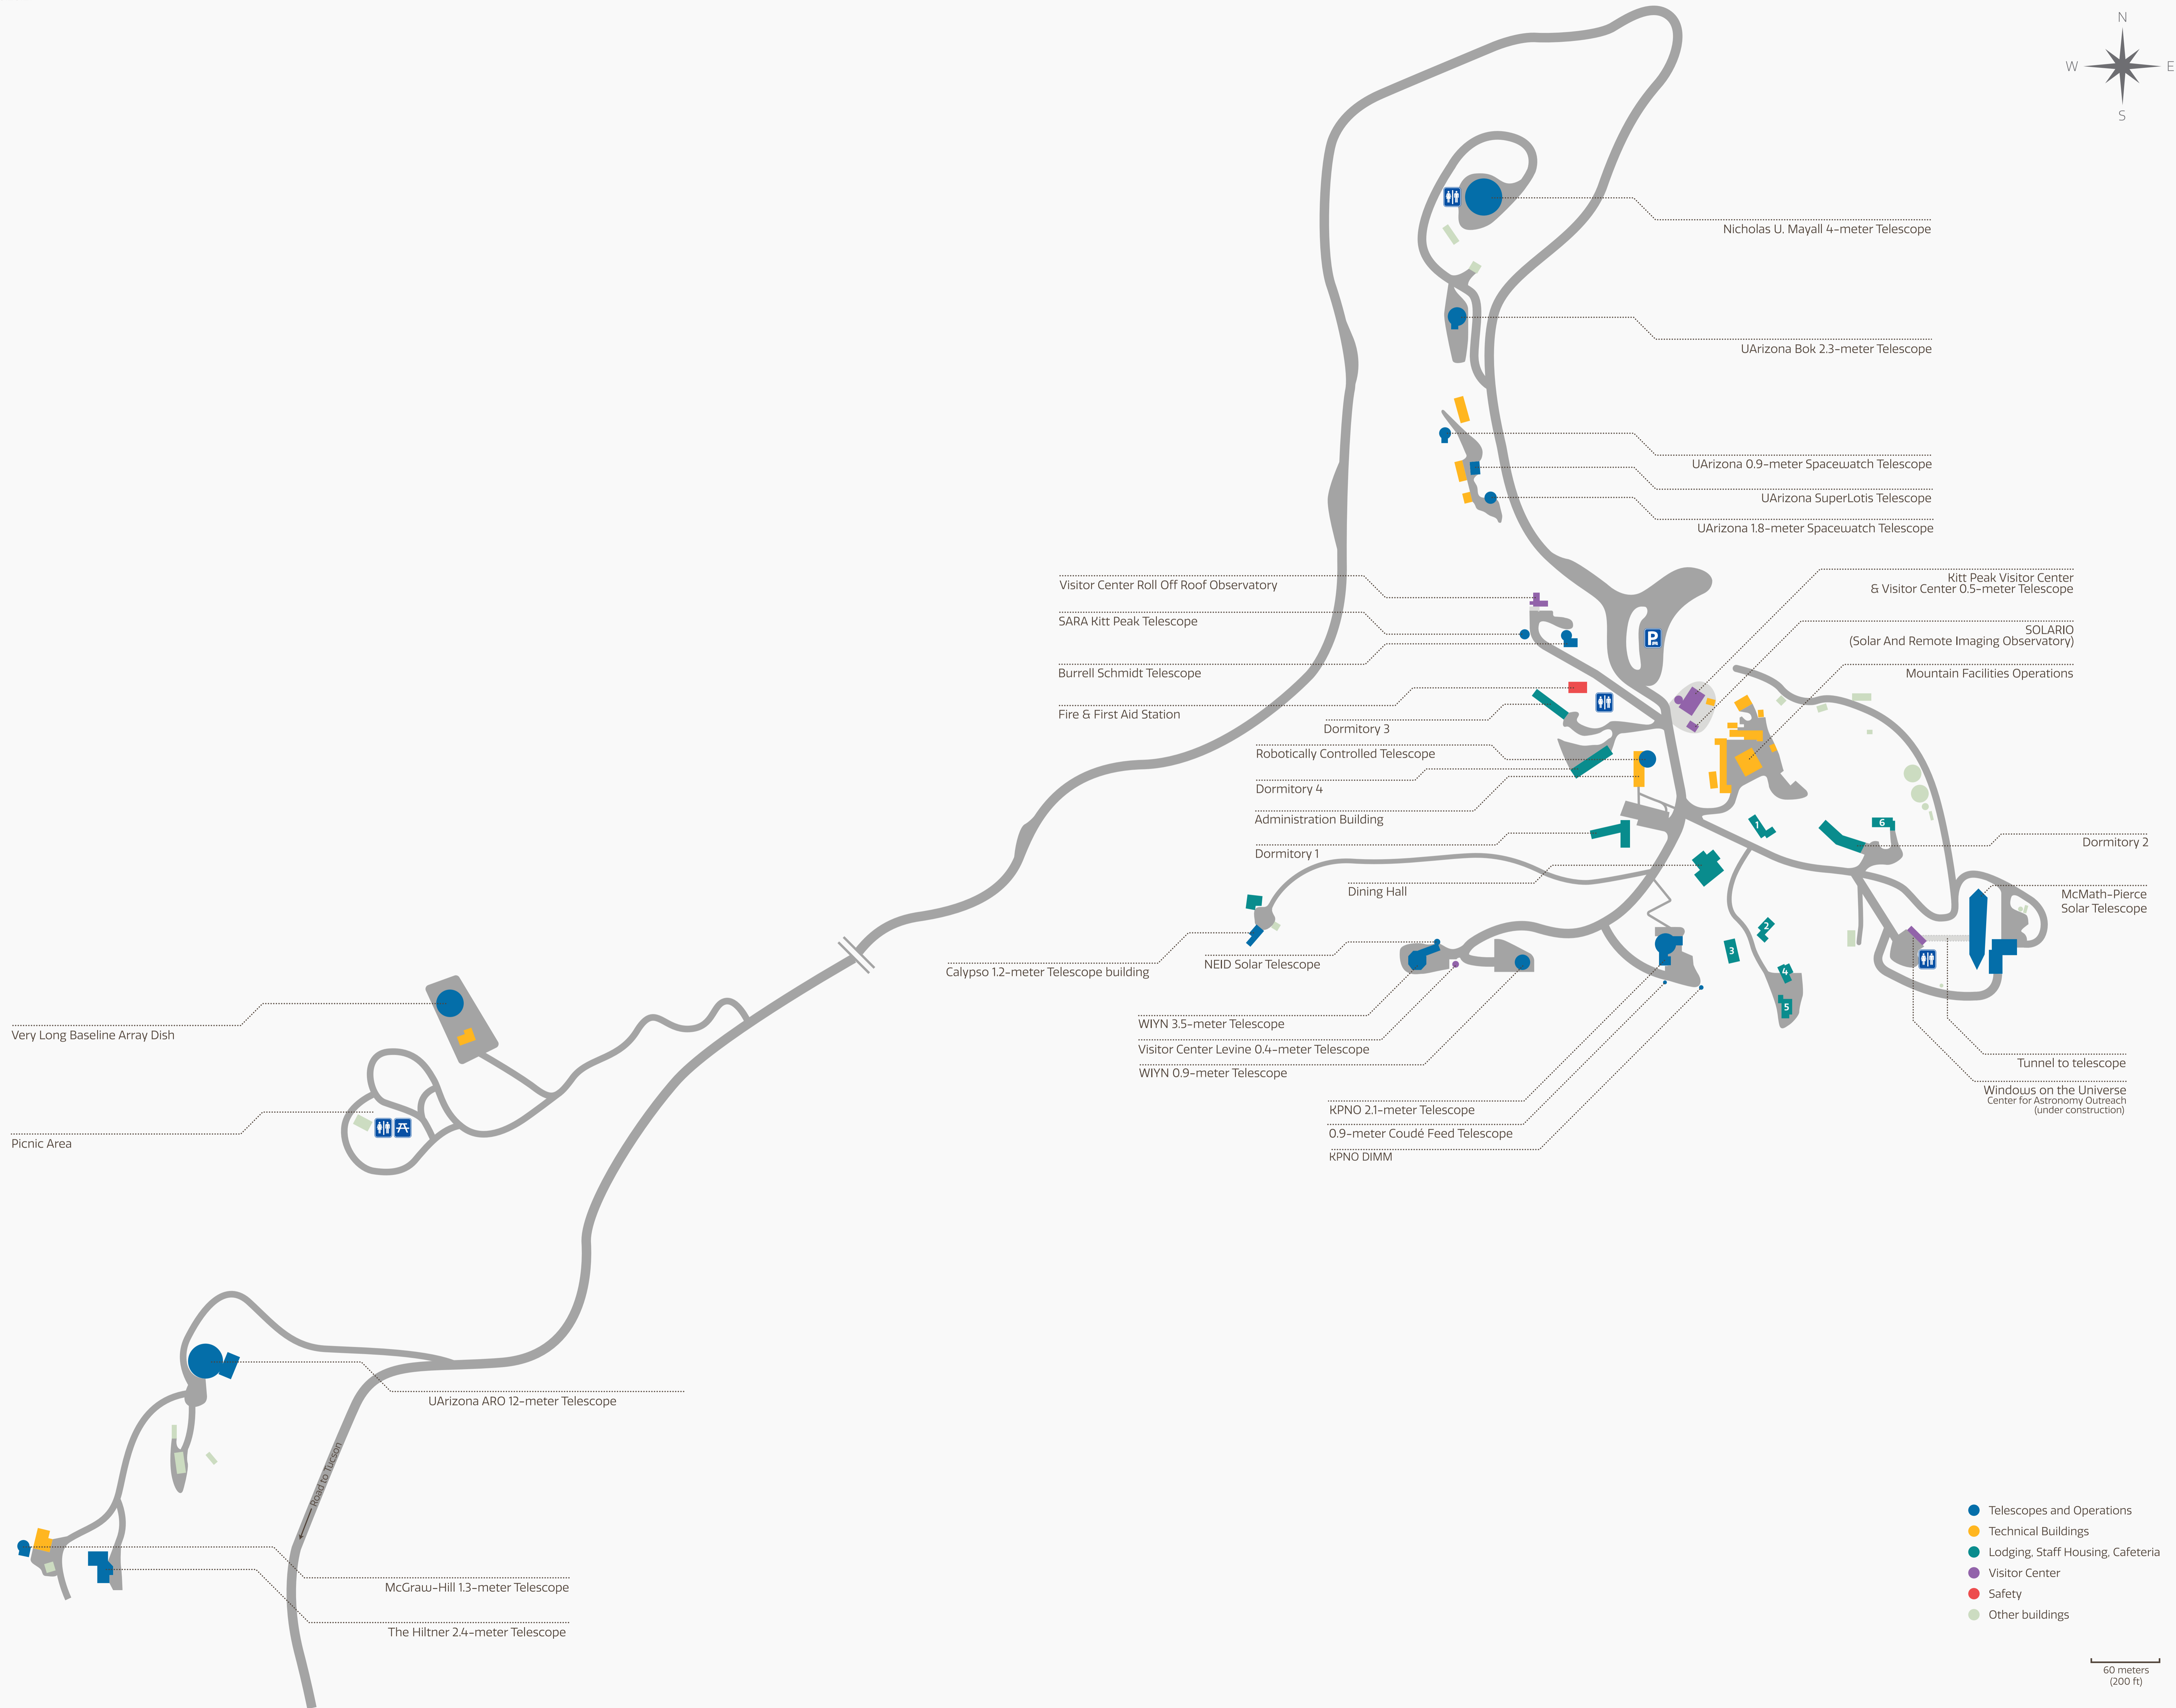 N
W
E
S
Nicholas U. Mayall 4-meter Telescope
UArizona Bok 2.3-meter Telescope
UArizona 0.9-meter Spacewatch Telescope
UArizona SuperLotis Telescope
UArizona 1.8-meter Spacewatch Telescope
Visitor Center Roll Off Roof Observatory
SARA Kitt Peak Telescope
Burrell Schmidt Telescope
Fire & First Aid Station
Dormitory 3
Robotically Controlled Telescope
Dormitory 4
Administration Building
Dormitory 1
Dining Hall
P
Kitt Peak Visitor Center
& Visitor Center 0.5-meter Telescope
SOLARIO
(Solar And Remote Imaging Observatory)
Mountain Facilities Operations
1
6
Dormitory 2
McMath-Pierce
Solar Telescope
2
3
4
5
Calypso 1.2-meter Telescope building
NEID Solar Telescope
WIYN 3.5-meter Telescope
Visitor Center Levine 0.4-meter Telescope
WIYN 0.9-meter Telescope
KPNO 2.1-meter Telescope
0.9-meter Coudé Feed Telescope
KPNO DIMM
Tunnel to telescope
Windows on the Universe
Center for Astronomy Outreach
(under construction)
Very Long Baseline Array Dish
Picnic Area
UArizona ARO 12-meter Telescope
Road to Tucson
McGraw-Hill 1.3-meter Telescope
The Hiltner 2.4-meter Telescope
Telescopes and Operations
Technical Buildings
Lodging, Staff Housing, Cafeteria
Visitor Center
Safety
Other buildings
60 meters
(200 ft)